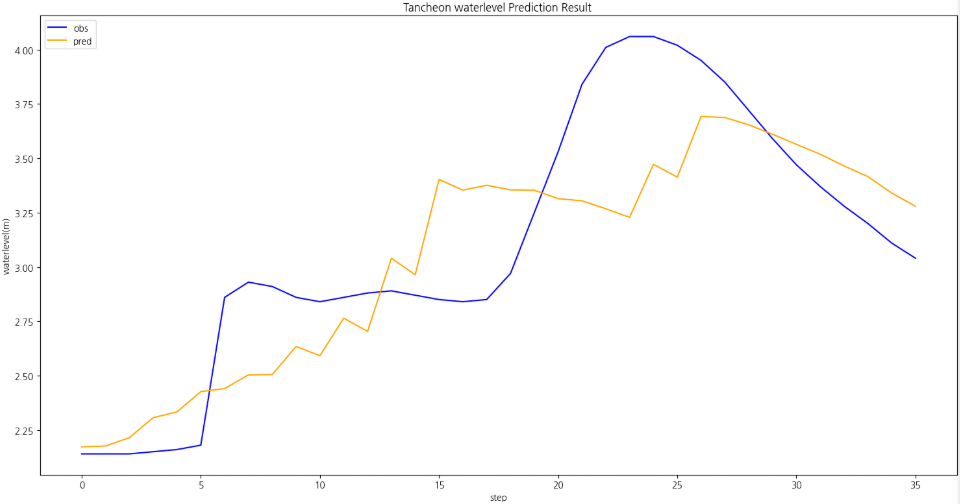 Tancheon waterlevel Prediction Result
obs
pred
4.00
3.75
3.50
3.25
3.00
2.75
2.50
2.25
waterlevel(m)
0 5 10 15 20 25 30 35
step